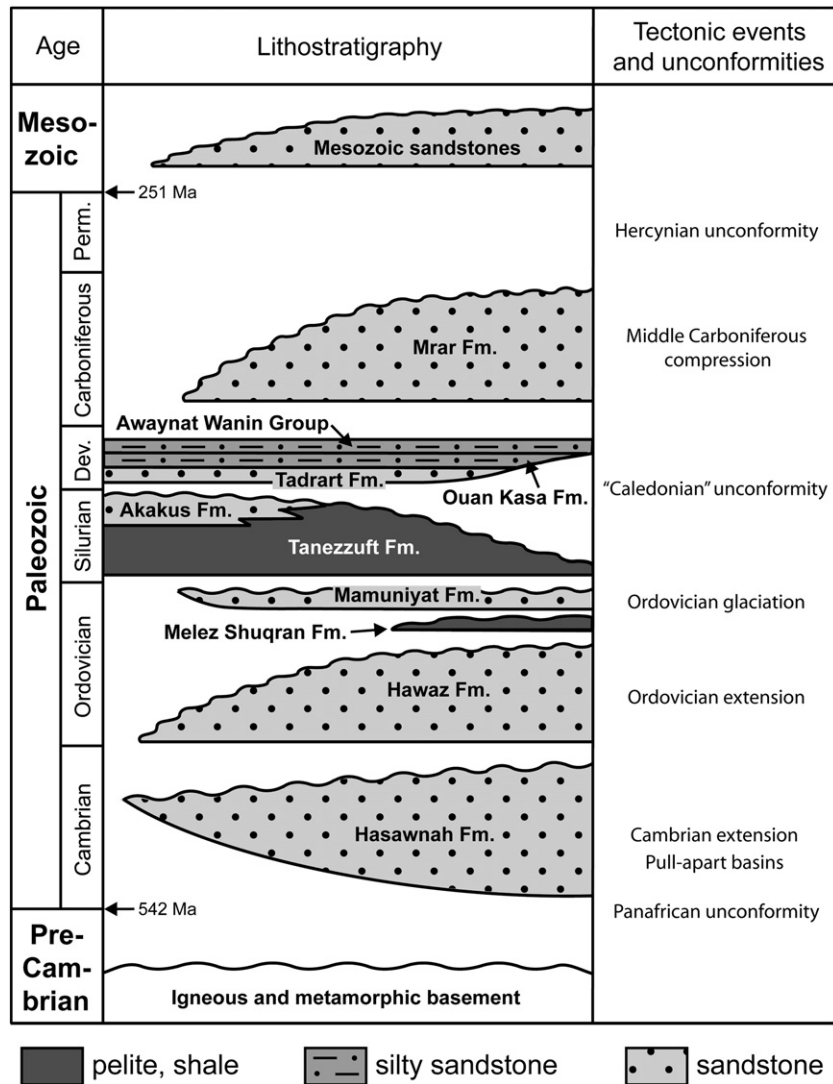 Age
Lithostratigraphy
Tectonic events
and unconformities
Meso-
zoic
Mesozoic sandstones
251 Ma
Paleozoic
Perm.
Hercynian unconformity
Carboniferous
Mrar Fm.
Middle Carboniferous
compression
Awaynat Wanin Group
Dev.
Tadrart Fm.
Ouan Kasa Fm.
“Caledonian” unconformity
Silurian
Akakus Fm.
Tanezzuft Fm.
Ordovician
Mamuniyat Fm.
Ordovician glaciation
Melez Shuqran Fm.
Hawaz Fm.
Ordovician extension
Cambrian
Hasawnah Fm.
Cambrian extension
Pull-apart basins
542 Ma
Panafrican unconformity
Pre-
Cam-
brian
Igneous and metamorphic basement
pelite, shale
silty sandstone
sandstone